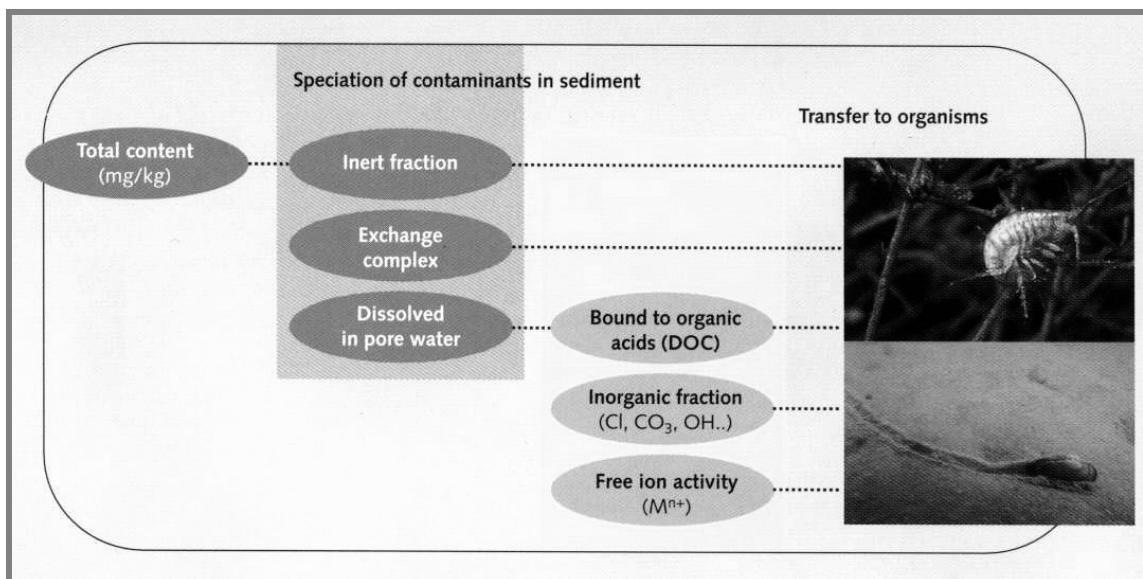 Speciation of contaminants in sediment
Transfer to organisms
Total content
(mg/kg)
Inert fraction
Exchange
complex
Dissolved
in pore water
Bound to organic
acids (DOC)
Inorganic fraction
(Cl, CO₃, OH..)
Free ion activity
(Mⁿ⁺)